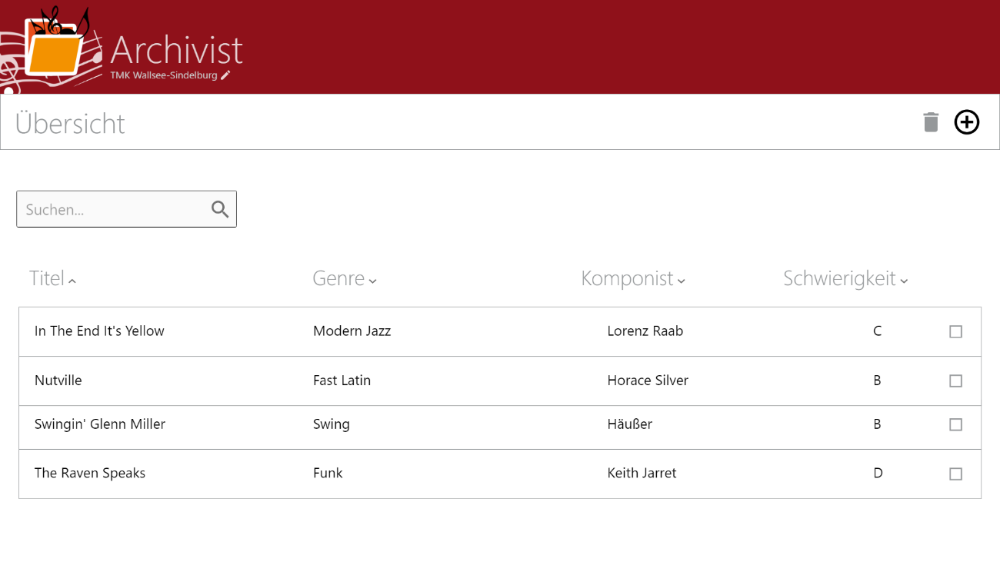 Archivist
TMK Wallsee-Sindelburg
Übersicht
Suchen...
Titel Genre Komponist Schwierigkeit
In The End It's Yellow Modern Jazz Lorenz Raab C
Nutville Fast Latin Horace Silver B
Swingin' Glenn Miller Swing Häußer B
The Raven Speaks Funk Keith Jarret D